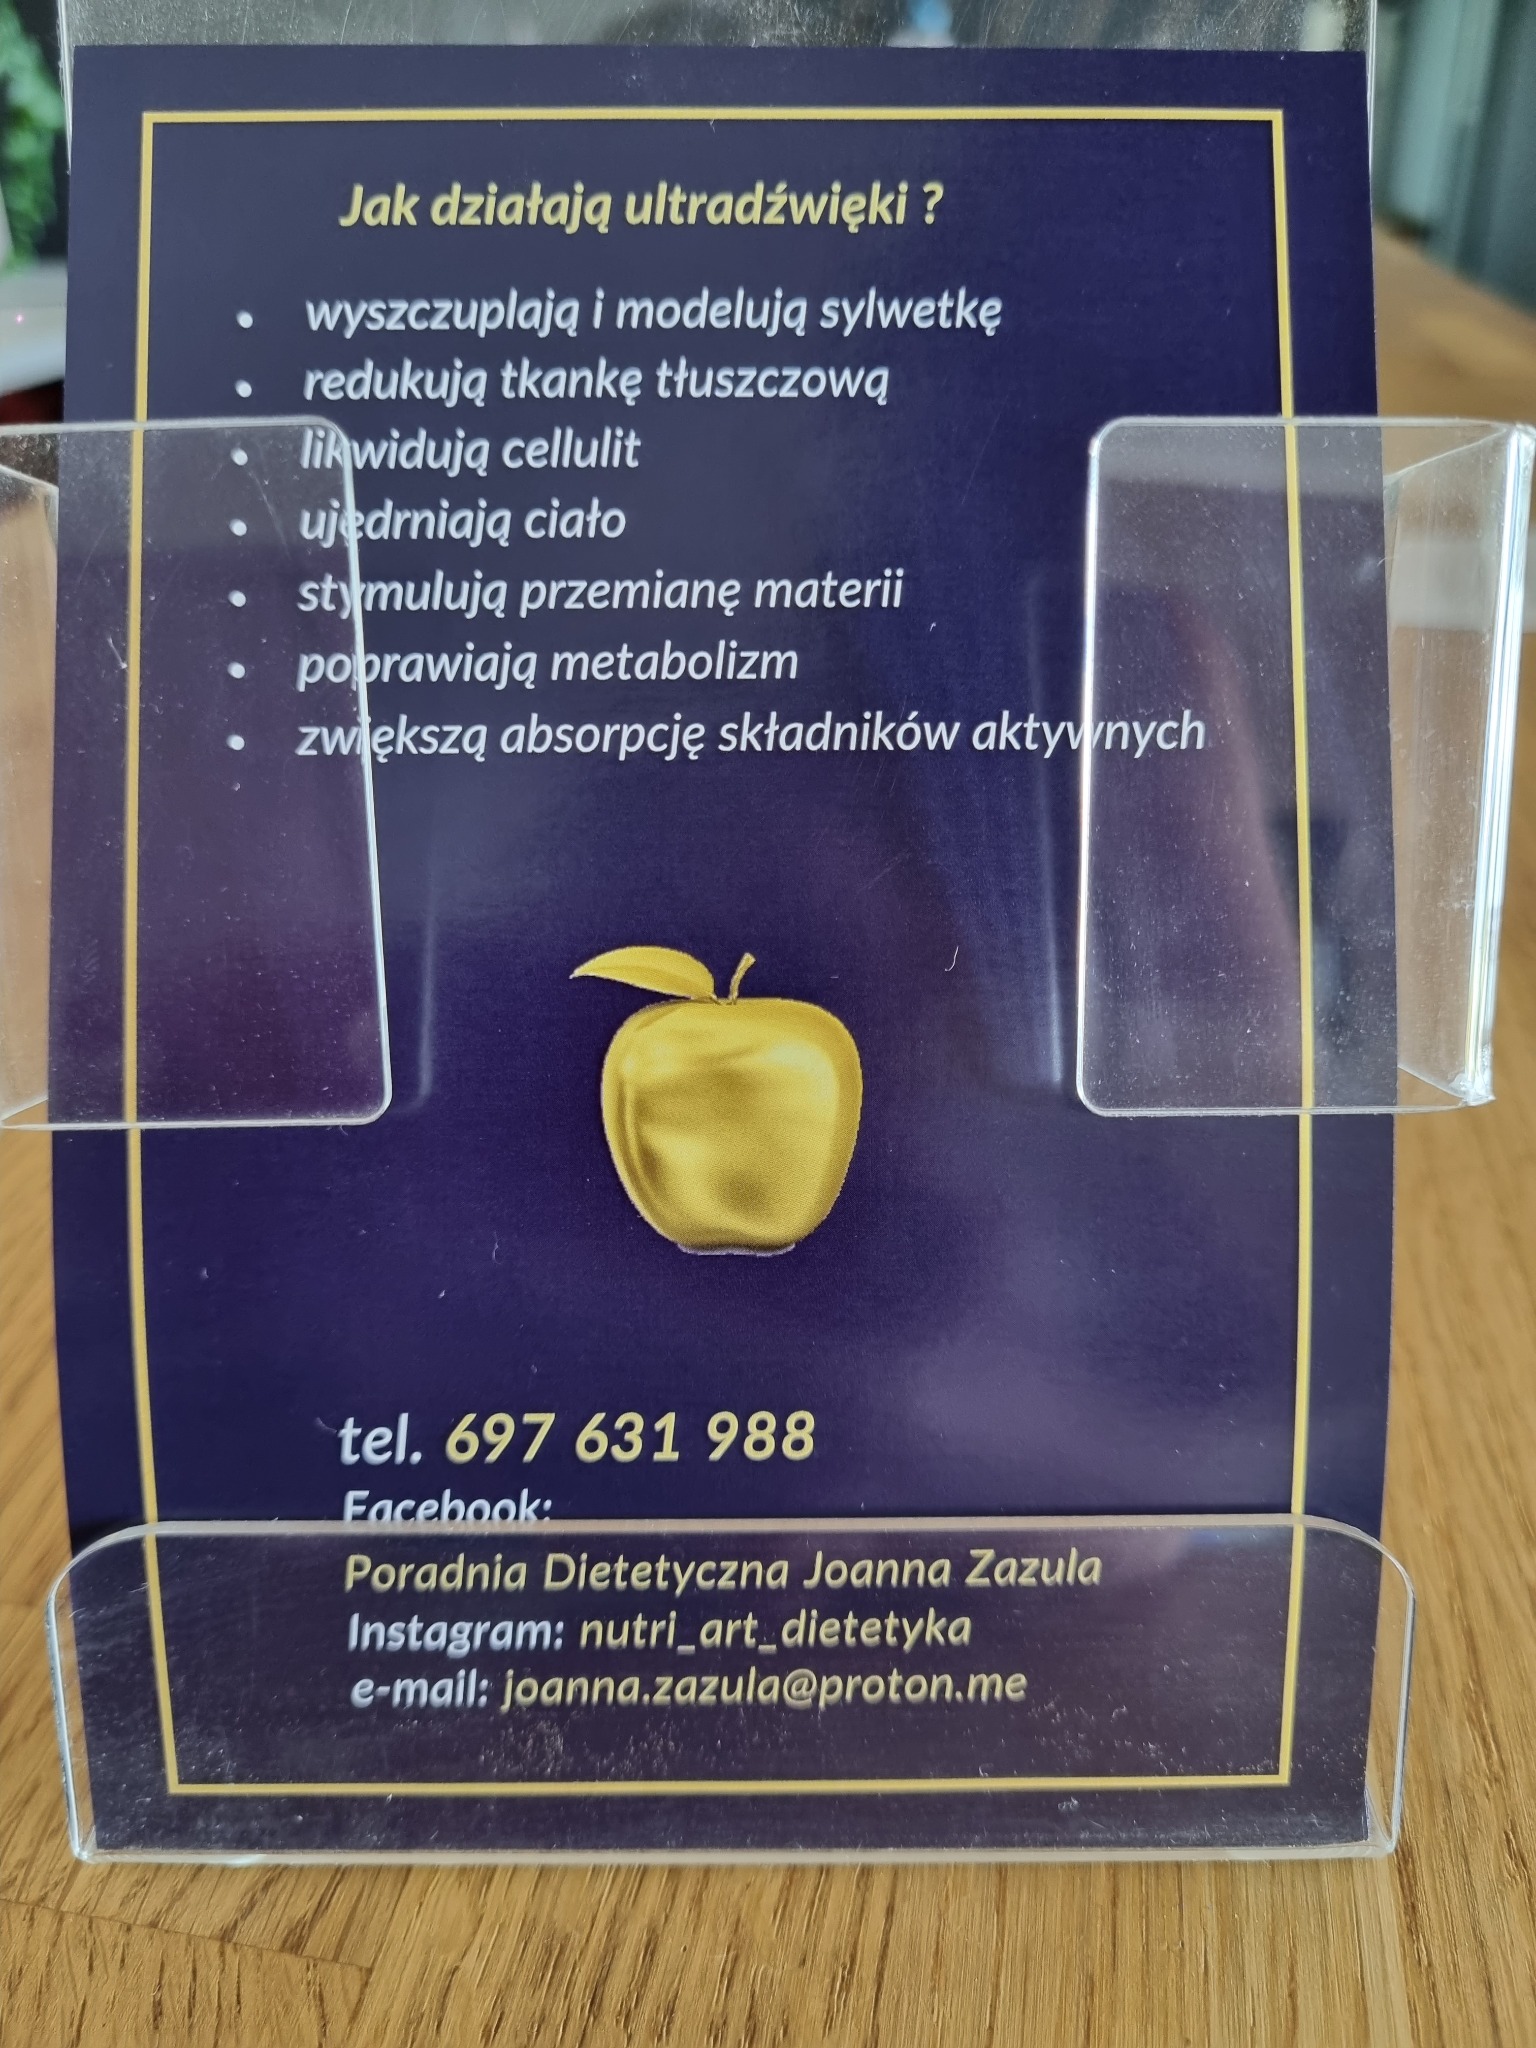 Jak działają ultradźwięki ?
• wyszczuplają i modelują sylwetkę
• redukują tkankę tłuszczową
• likwidują cellulit
• ujędrniają ciało
• stymulują przemianę materii
• poprawiają metabolizm
• zwiększą absorpcję składników aktywnych
tel. 697 631 988
Facebook:
Poradnia Dietetyczna Joanna Zazula
Instagram: nutri_art_dietetyka
e-mail: joanna.zazula@proton.me